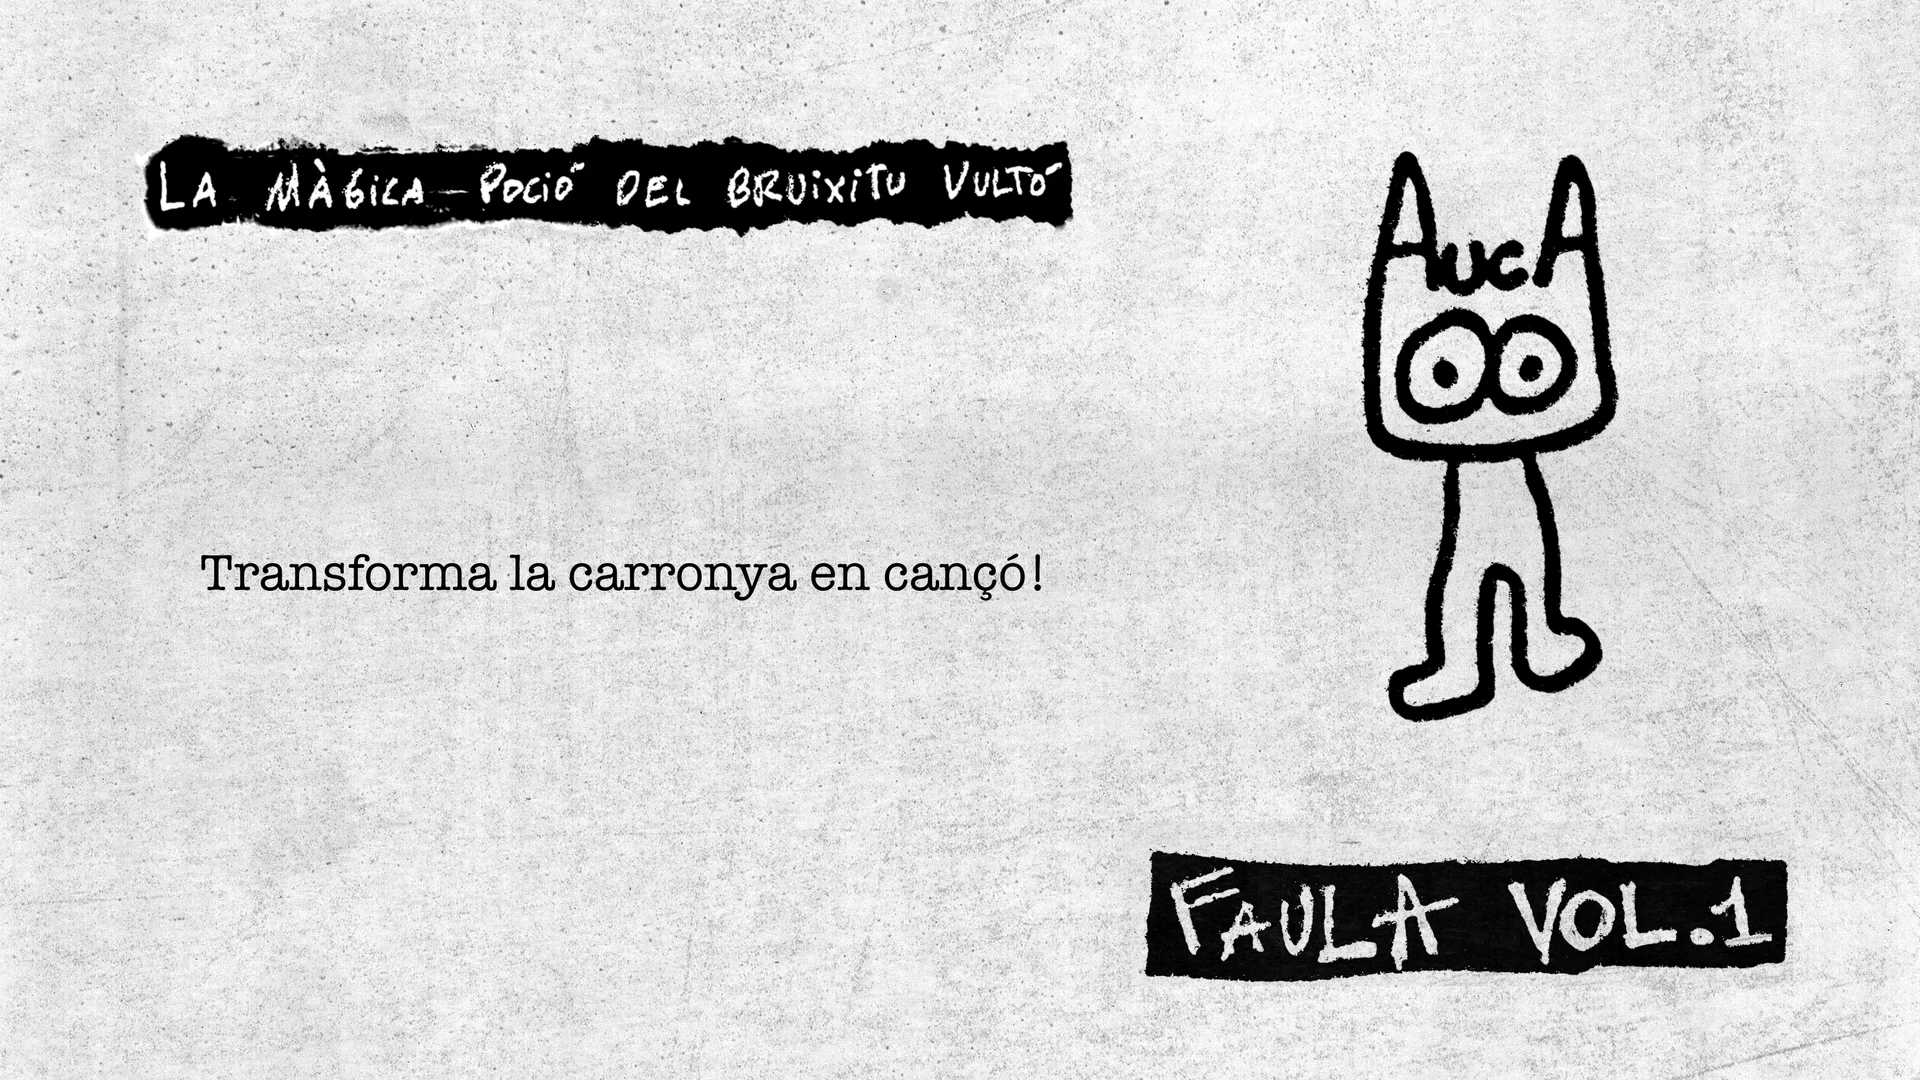 LA MÀGICA POCIÓ DEL BRUIXITU VULTÓ
AUCA
Transforma la carronya en cançó!
FAULA VOL.1